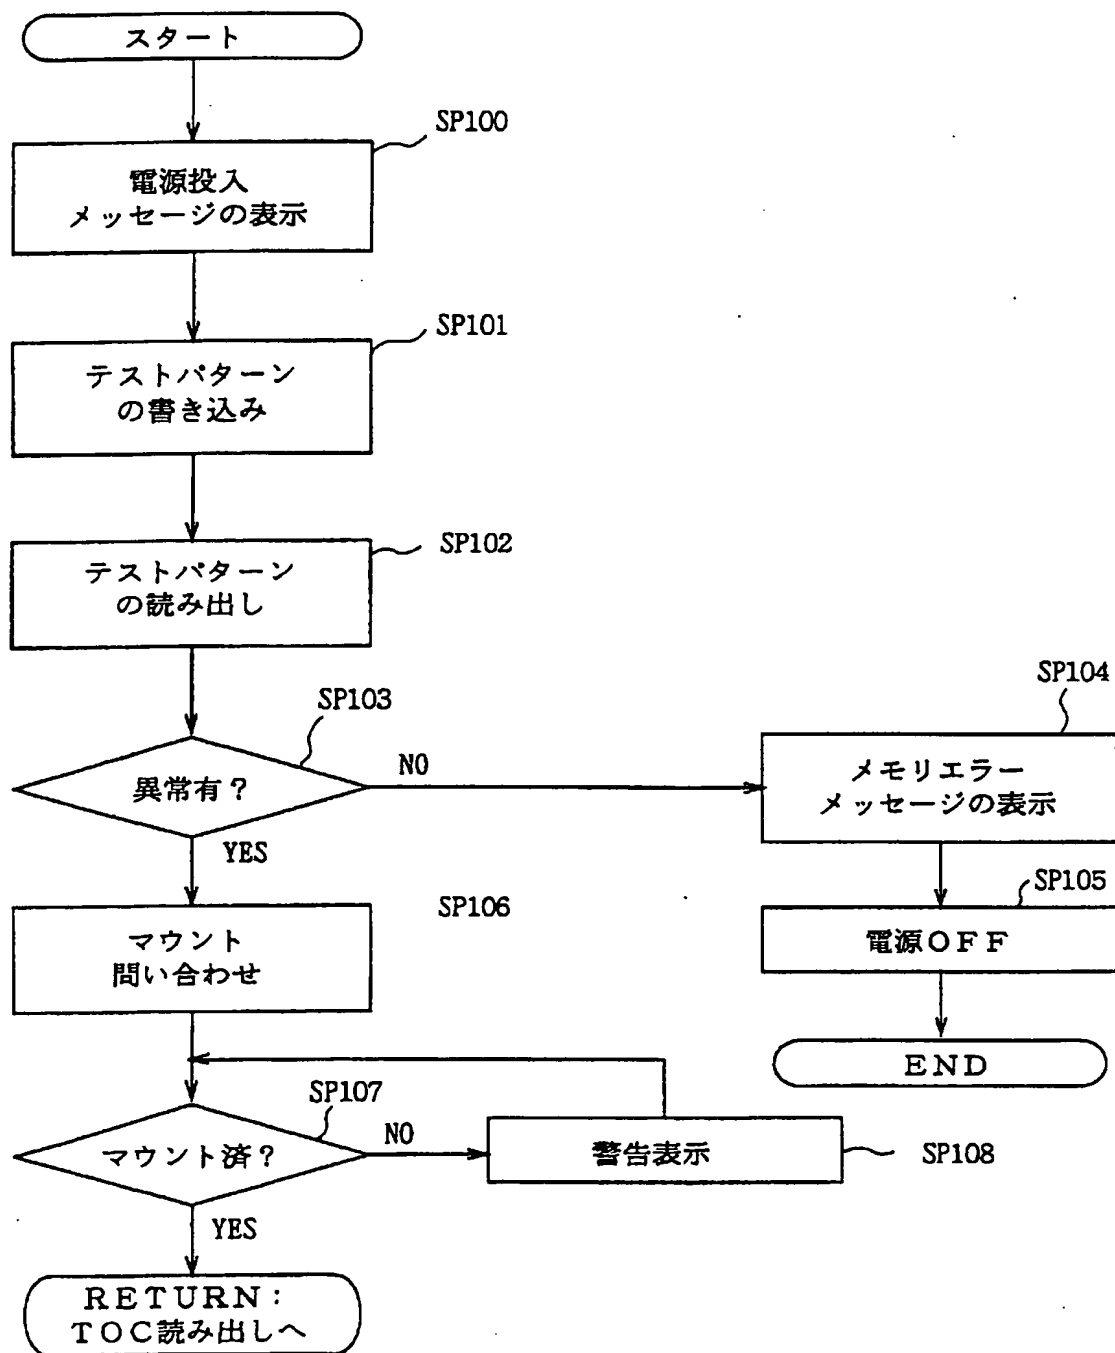 スタート
SP100
電源投入
メッセージの表示
SP101
テストパターン
の書き込み
SP102
テストパターン
の読み出し
SP103
異常有?
NO
YES
SP104
メモリエラー
メッセージの表示
SP105
電源OFF
END
SP106
マウント
問い合わせ
SP107
マウント済?
NO
YES
警告表示
SP108
RETURN:
TOC読み出しへ